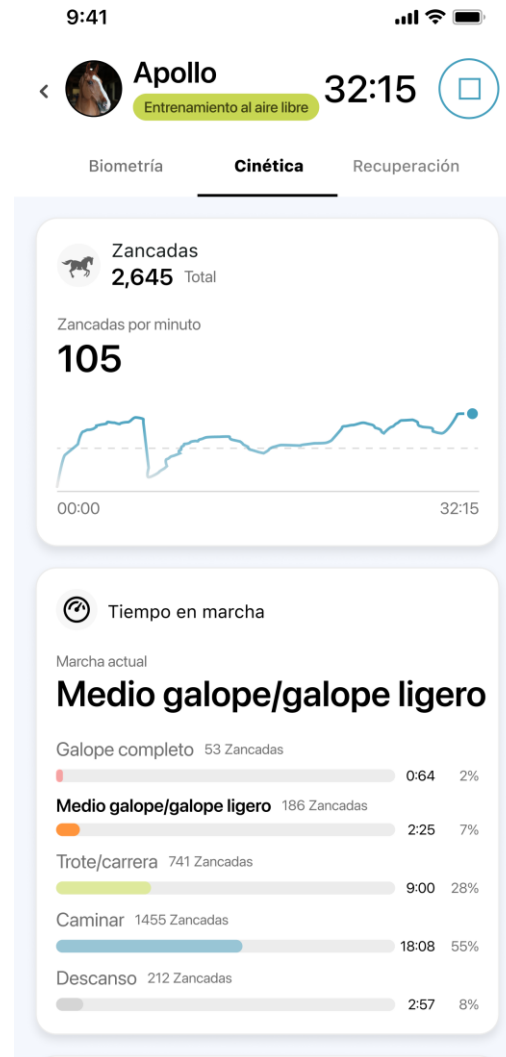 9:41
Apollo
32:15
Entrenamiento al aire libre
Biometría Cinética Recuperación
Zancadas
2,645 Total
Zancadas por minuto
105
00:00 32:15
Tiempo en marcha
Marcha actual
Medio galope/galope ligero
Galope completo 53 Zancadas
0:64 2%
Medio galope/galope ligero 186 Zancadas
2:25 7%
Trote/carrera 741 Zancadas
9:00 28%
Caminar 1455 Zancadas
18:08 55%
Descanso 212 Zancadas
2:57 8%